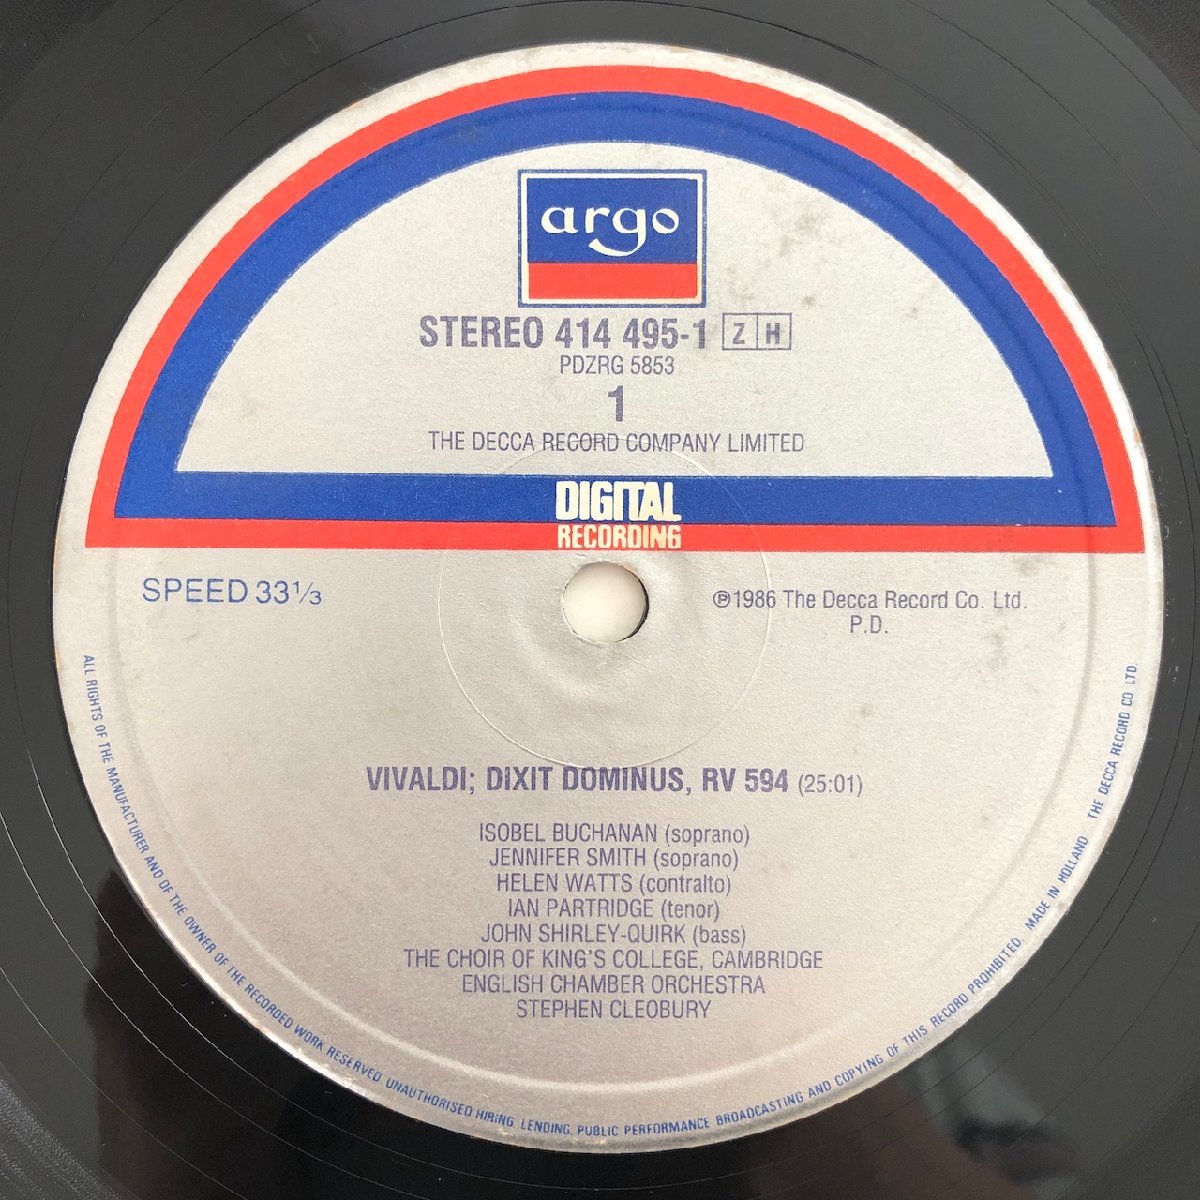 argo
STEREO 414 495-1 Z H
PDZRG 5853
1
THE DECCA RECORD COMPANY LIMITED
DIGITAL
RECORDING
SPEED 33⅓
℗1986 The Decca Record Co. Ltd.
P.D.
VIVALDI; DIXIT DOMINUS, RV 594 (25:01)
ISOBEL BUCHANAN (soprano)
JENNIFER SMITH (soprano)
HELEN WATTS (contralto)
IAN PARTRIDGE (tenor)
JOHN SHIRLEY-QUIRK (bass)
THE CHOIR OF KING'S COLLEGE, CAMBRIDGE
ENGLISH CHAMBER ORCHESTRA
STEPHEN CLEOBURY
ALL RIGHTS OF THE MANUFACTURER AND OF THE OWNER OF THE RECORDED WORK RESERVED UNAUTHORISED HIRING, LENDING, PUBLIC PERFORMANCE BROADCASTING AND COPYING OF THIS RECORD PROHIBITED MADE IN HOLLAND THE DECCA RECORD CO LTD.